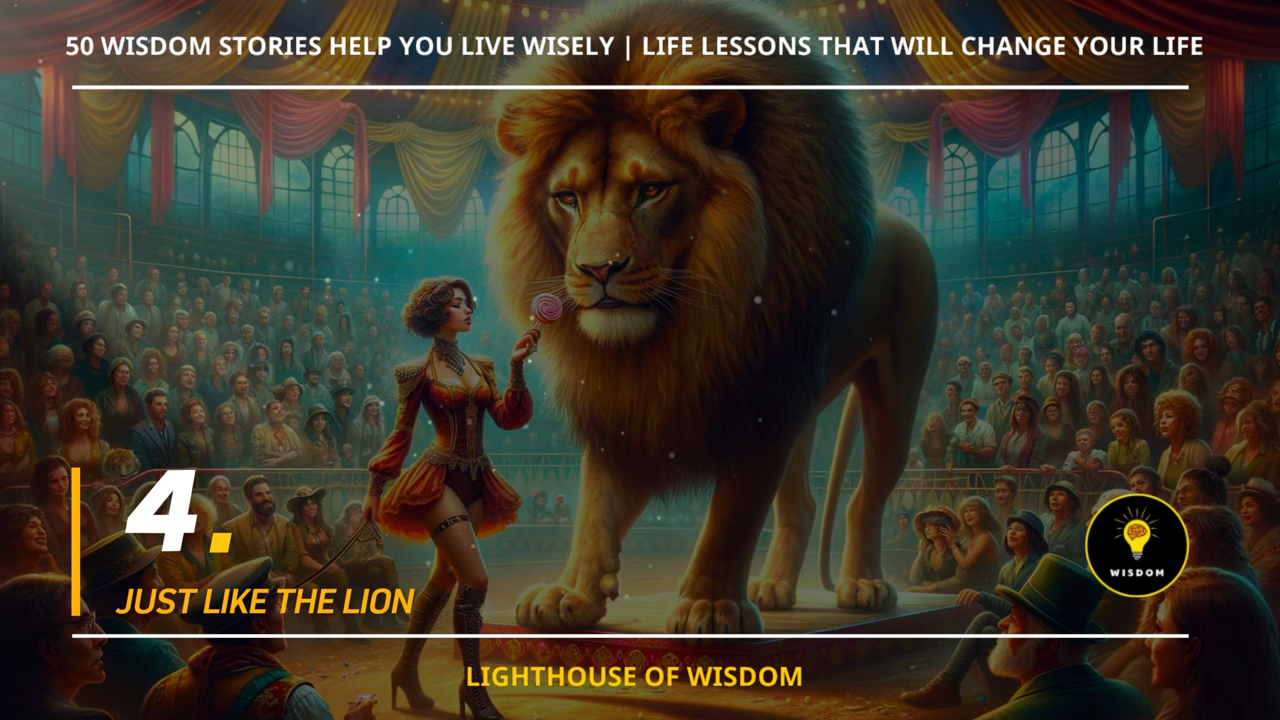 50 WISDOM STORIES HELP YOU LIVE WISELY | LIFE LESSONS THAT WILL CHANGE YOUR LIFE
4.
JUST LIKE THE LION
WISDOM
LIGHTHOUSE OF WISDOM